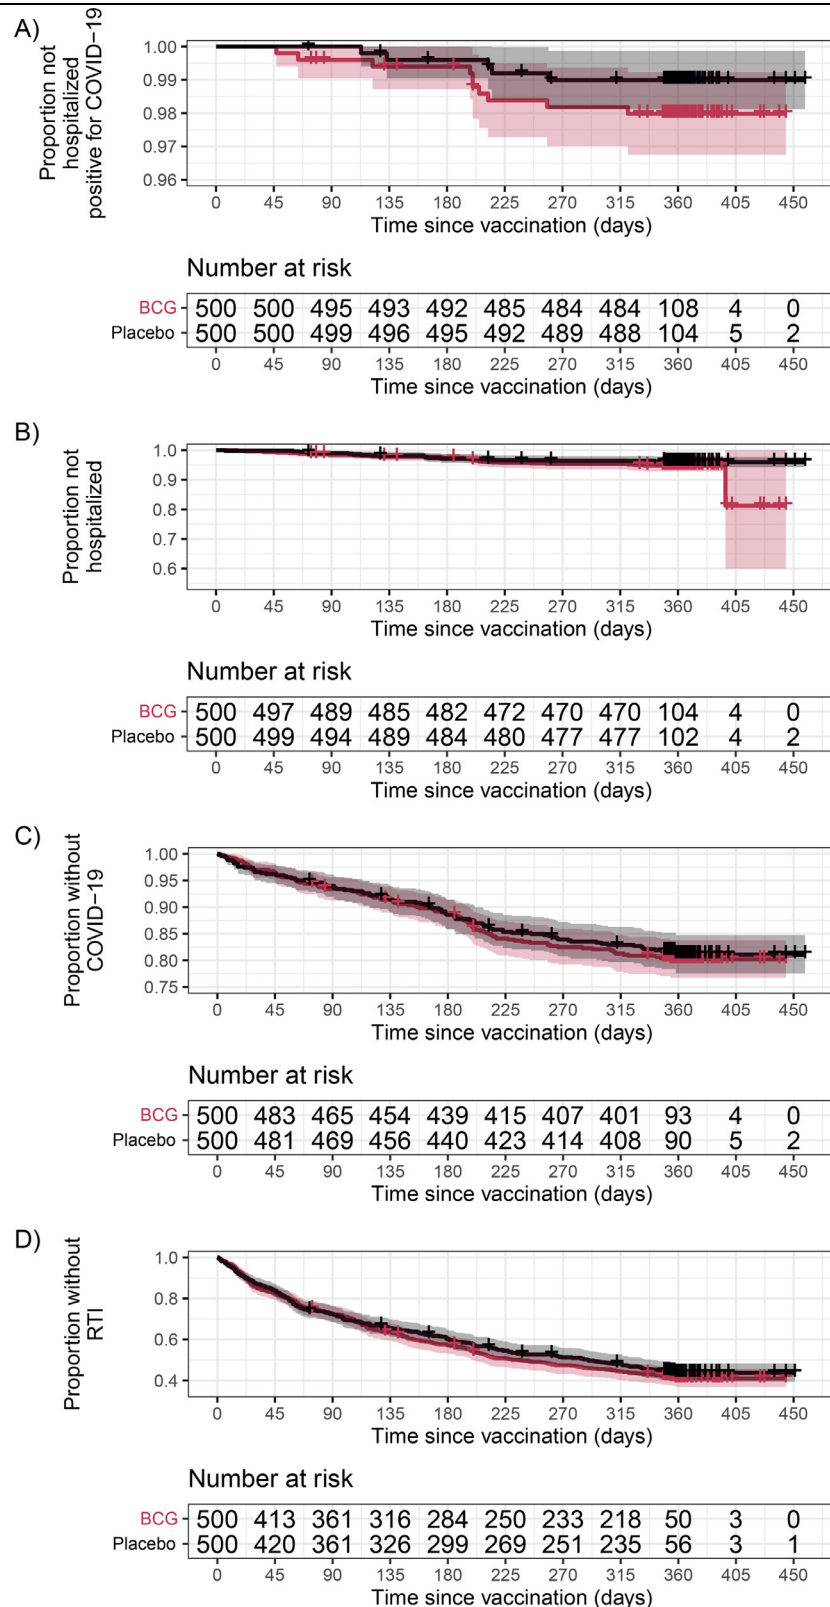 A)
Proportion not
hospitalized
positive for COVID−19
1.00
0.99
0.98
0.97
0.96
0 45 90 135 180 225 270 315 360 405 450
Time since vaccination (days)
Number at risk
BCG 500 500 495 493 492 485 484 484 108 4 0
Placebo 500 500 499 496 495 492 489 488 104 5 2
0 45 90 135 180 225 270 315 360 405 450
Time since vaccination (days)
B)
Proportion not
hospitalized
1.0
0.9
0.8
0.7
0.6
0 45 90 135 180 225 270 315 360 405 450
Time since vaccination (days)
Number at risk
BCG 500 497 489 485 482 472 470 470 104 4 0
Placebo 500 499 494 489 484 480 477 477 102 4 2
0 45 90 135 180 225 270 315 360 405 450
Time since vaccination (days)
C)
Proportion without
COVID−19
1.00
0.95
0.90
0.85
0.80
0.75
0 45 90 135 180 225 270 315 360 405 450
Time since vaccination (days)
Number at risk
BCG 500 483 465 454 439 415 407 401 93 4 0
Placebo 500 481 469 456 440 423 414 408 90 5 2
0 45 90 135 180 225 270 315 360 405 450
Time since vaccination (days)
D)
Proportion without
RTI
1.0
0.8
0.6
0.4
0 45 90 135 180 225 270 315 360 405 450
Time since vaccination (days)
Number at risk
BCG 500 413 361 316 284 250 233 218 50 3 0
Placebo 500 420 361 326 299 269 251 235 56 3 1
0 45 90 135 180 225 270 315 360 405 450
Time since vaccination (days)